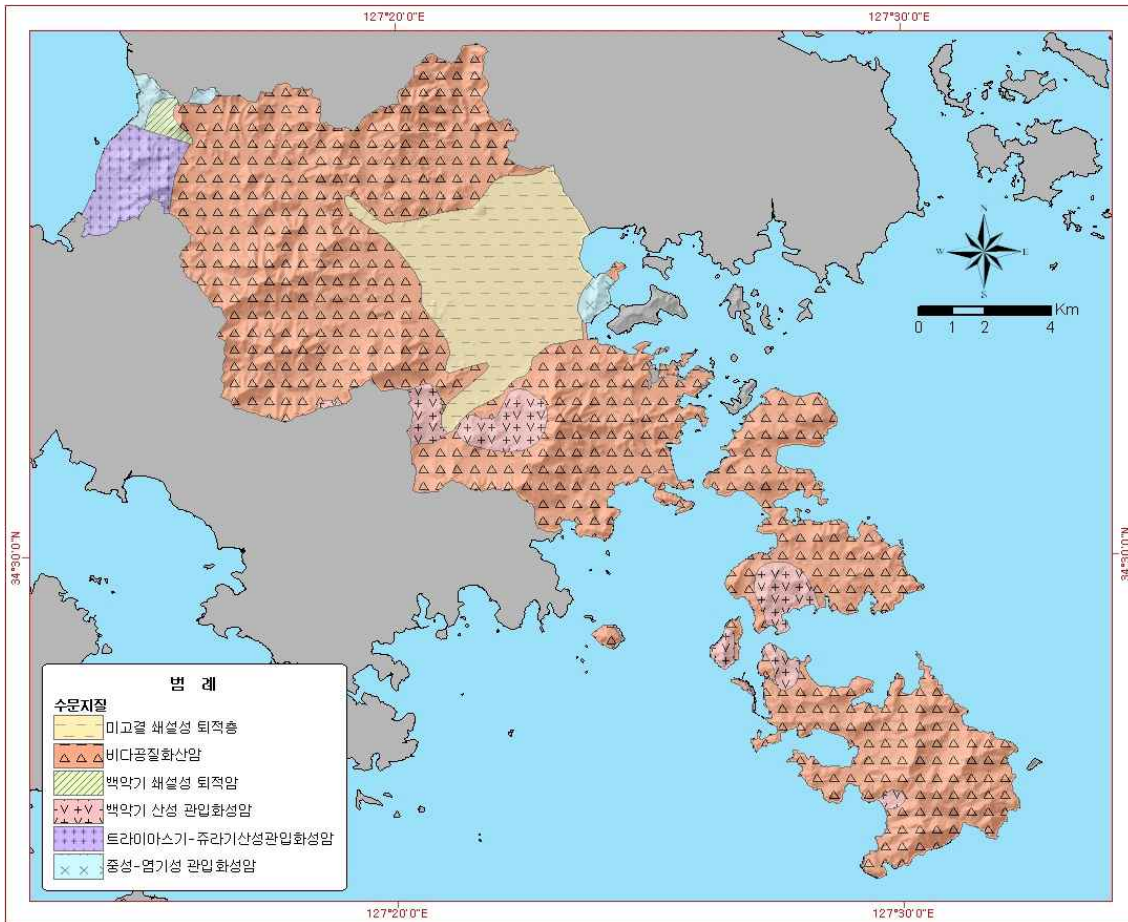 127°20'0"E
127°30'0"E
N
W
E
S
Km
0 1 2 4
34°30'0"N
34°30'0"N
범 례
수문지질
미고결 쇄설성 퇴적층
비다공질화산암
백악기 쇄설성 퇴적암
백악기 산성 관입화성암
트라이아스기-쥬라기산성관입화성암
중성-염기성 관입화성암
127°20'0"E
127°30'0"E